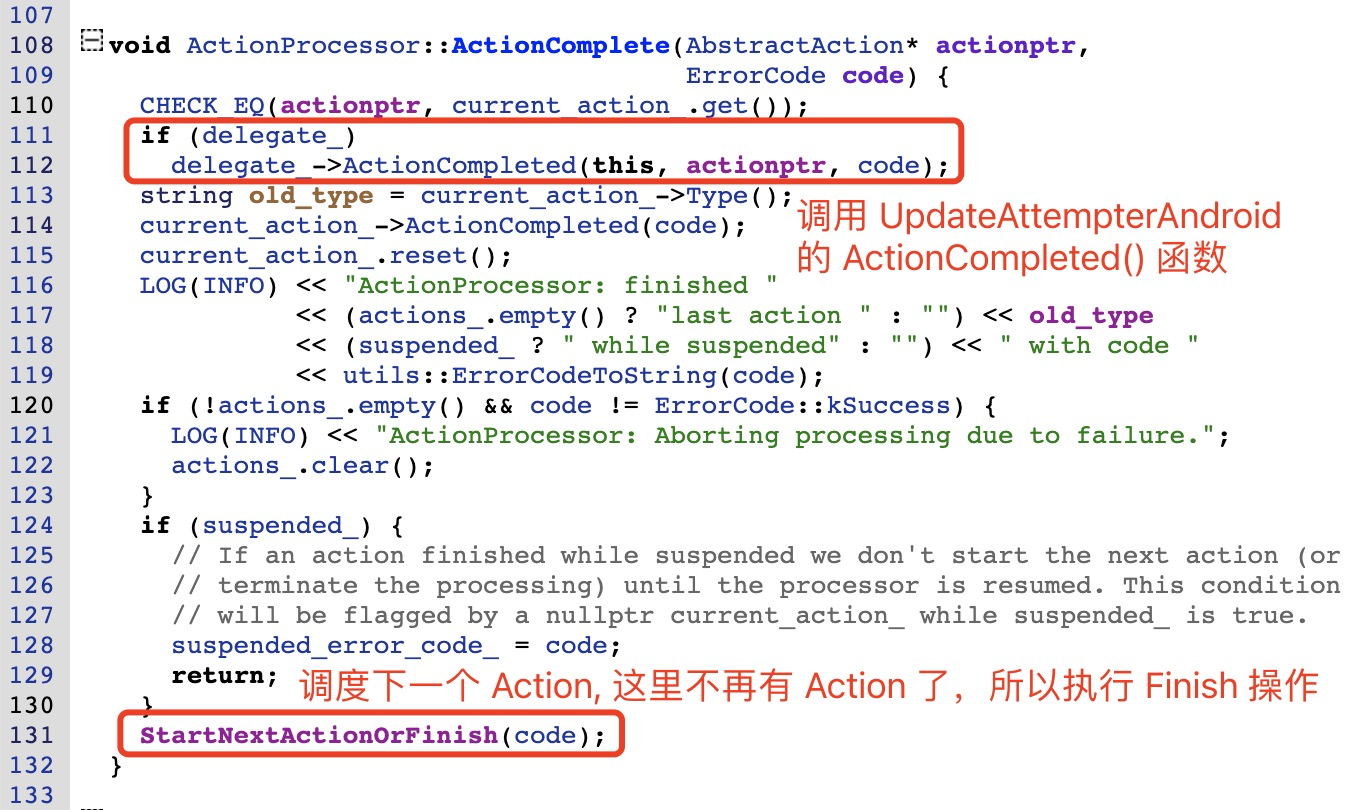 107
108 void ActionProcessor::ActionComplete(AbstractAction* actionptr,
109 ErrorCode code) {
110 CHECK_EQ(actionptr, current_action_.get());
111 if (delegate_)
112 delegate_->ActionCompleted(this, actionptr, code);
113 string old_type = current_action_->Type();
调用 UpdateAttempterAndroid
114 current_action_->ActionCompleted(code);
的 ActionCompleted() 函数
115 current_action_.reset();
116 LOG(INFO) << "ActionProcessor: finished "
117 << (actions_.empty() ? "last action " : "") << old_type
118 << (suspended_ ? " while suspended" : "") << " with code "
119 << utils::ErrorCodeToString(code);
120 if (!actions_.empty() && code != ErrorCode::kSuccess) {
121 LOG(INFO) << "ActionProcessor: Aborting processing due to failure.";
122 actions_.clear();
123 }
124 if (suspended_) {
125 // If an action finished while suspended we don't start the next action (or
126 // terminate the processing) until the processor is resumed. This condition
127 // will be flagged by a nullptr current_action_ while suspended_ is true.
128 suspended_error_code_ = code;
129 return;
调度下一个 Action, 这里不再有 Action 了，所以执行 Finish 操作
130 }
131 StartNextActionOrFinish(code);
132 }
133